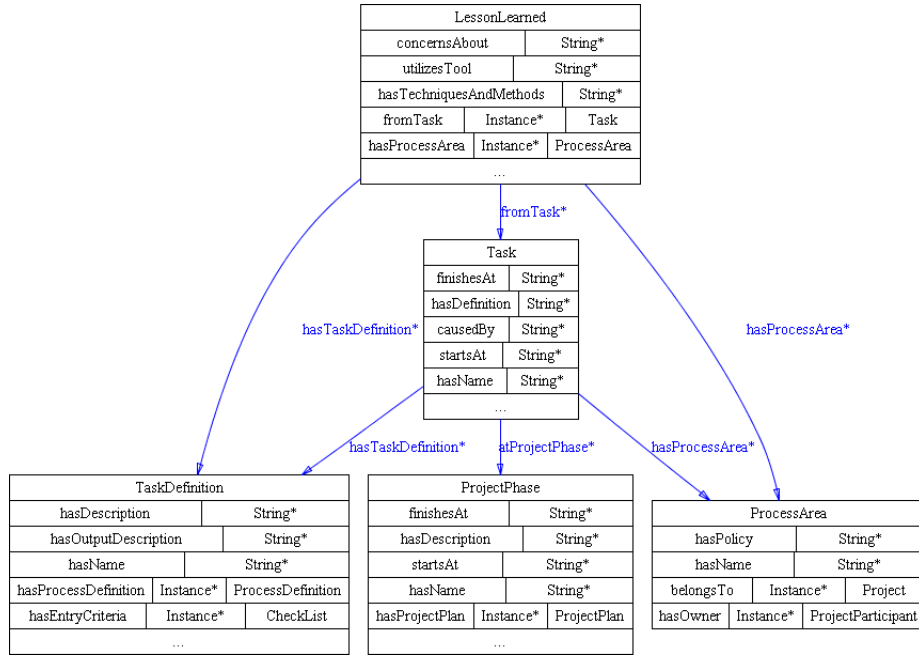 LessonLearned
concernsAbout String*
utilizesTool String*
hasTechniquesAndMethods String*
fromTask Instance* Task
hasProcessArea Instance* ProcessArea
...
fromTask*
Task
finishesAt String*
hasDefinition String*
causedBy String*
startsAt String*
hasName String*
...
hasTaskDefinition*
hasProcessArea*
hasTaskDefinition*
atProjectPhase*
hasProcessArea*
TaskDefinition
hasDescription String*
hasOutputDescription String*
hasName String*
hasProcessDefinition Instance* ProcessDefinition
hasEntryCriteria Instance* CheckList
...
ProjectPhase
finishesAt String*
hasDescription String*
startsAt String*
hasName String*
hasProjectPlan Instance* ProjectPlan
...
ProcessArea
hasPolicy String*
hasName String*
belongsTo Instance* Project
hasOwner Instance* ProjectParticipant